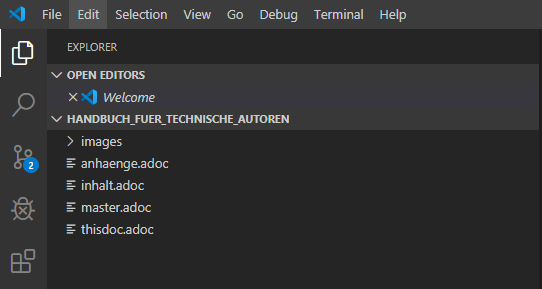 File Edit Selection View Go Debug Terminal Help
EXPLORER
OPEN EDITORS
Welcome
HANDBUCH_FUER_TECHNISCHE_AUTOREN
images
anhaenge.adoc
2
inhalt.adoc
master.adoc
thisdoc.adoc